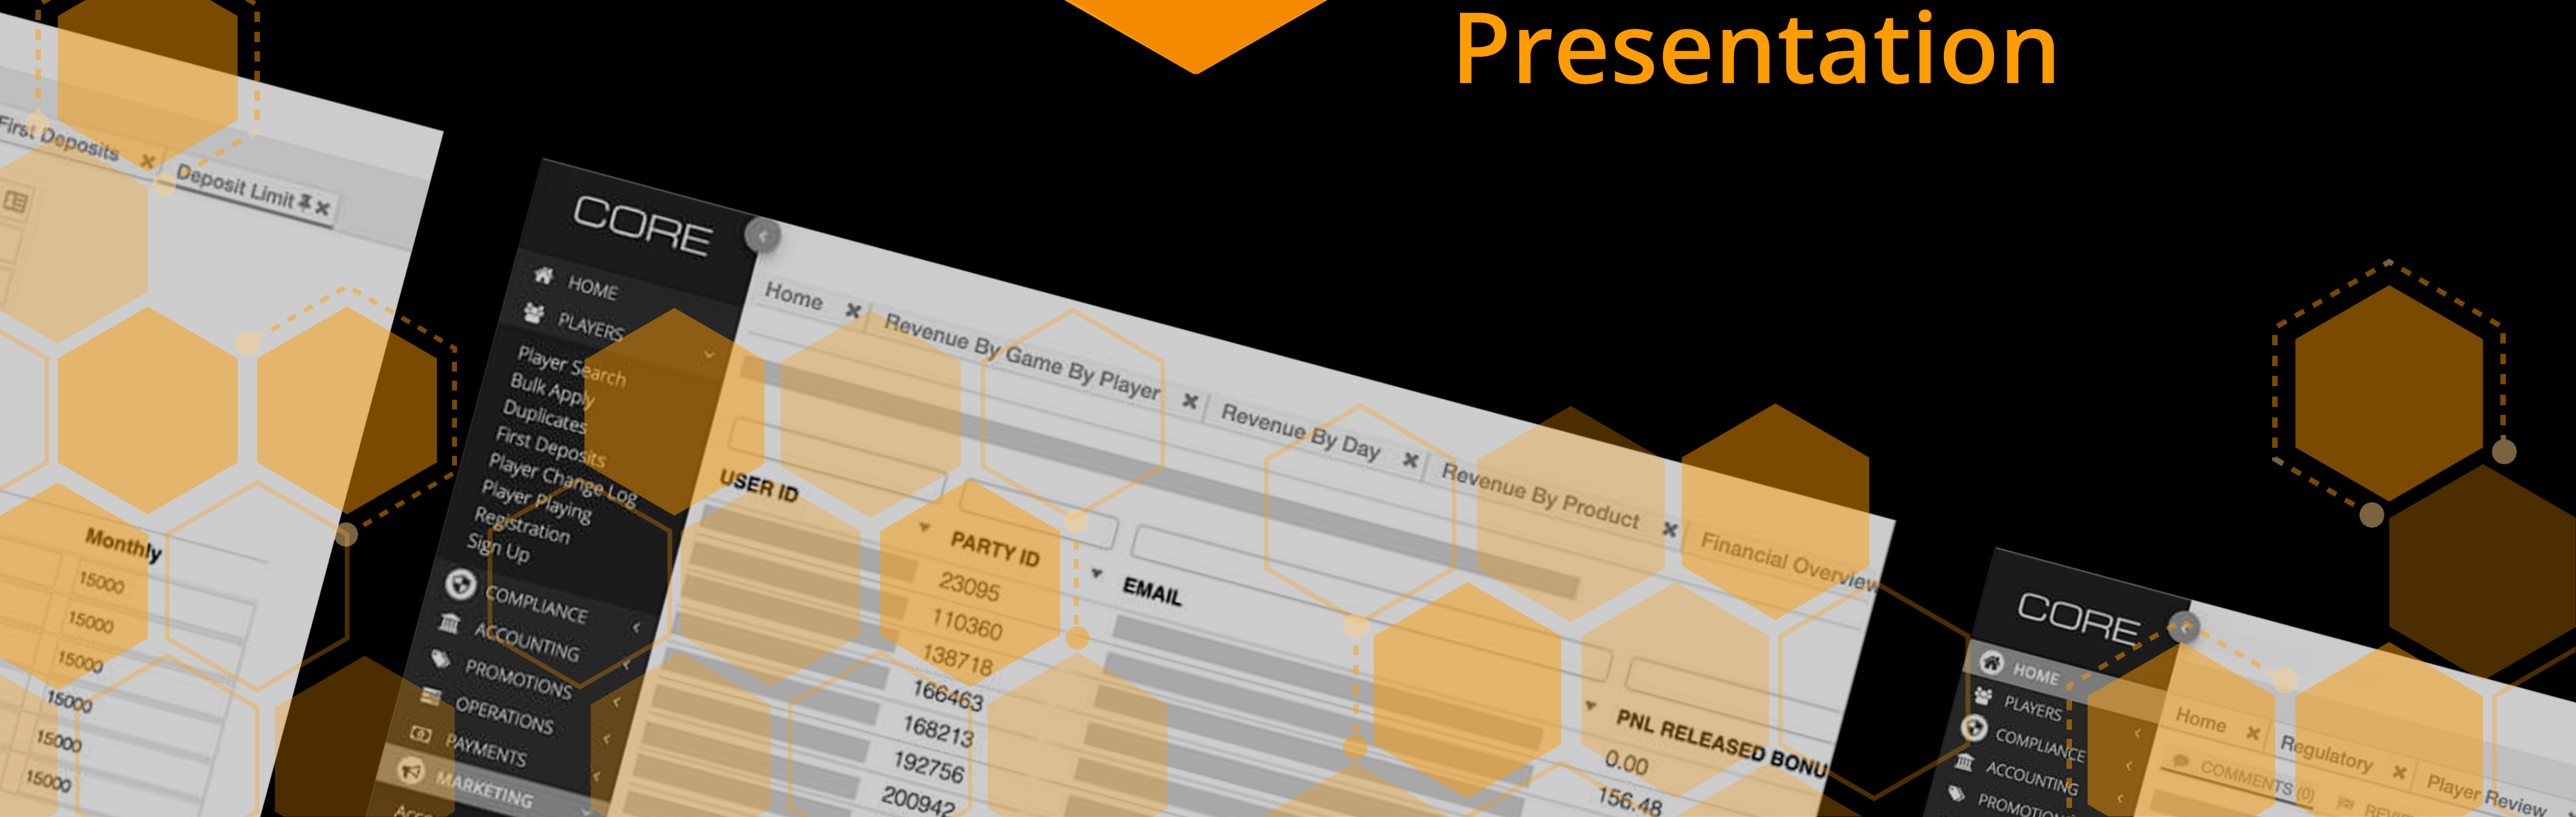 Presentation
First Deposits
Deposit Limit
Monthly
15000
15000
15000
15000
15000
15000
CORE
HOME
PLAYERS
Player Search
Bulk Apply
Duplicates
First Deposits
Player Change Log
Player Playing
Registration
Sign Up
COMPLIANCE
ACCOUNTING
PROMOTIONS
OPERATIONS
PAYMENTS
MARKETING
Home
Revenue By Game By Player
Revenue By Day
Revenue By Product
Financial Overview
USER ID
PARTY ID
EMAIL
PNL RELEASED BONU
23095
110360
138718
166463
168213
192756
200942
0.00
156.48
CORE
HOME
PLAYERS
COMPLIANCE
ACCOUNTING
PROMOTION
Home
Regulatory
Player Review
COMMENTS (0)